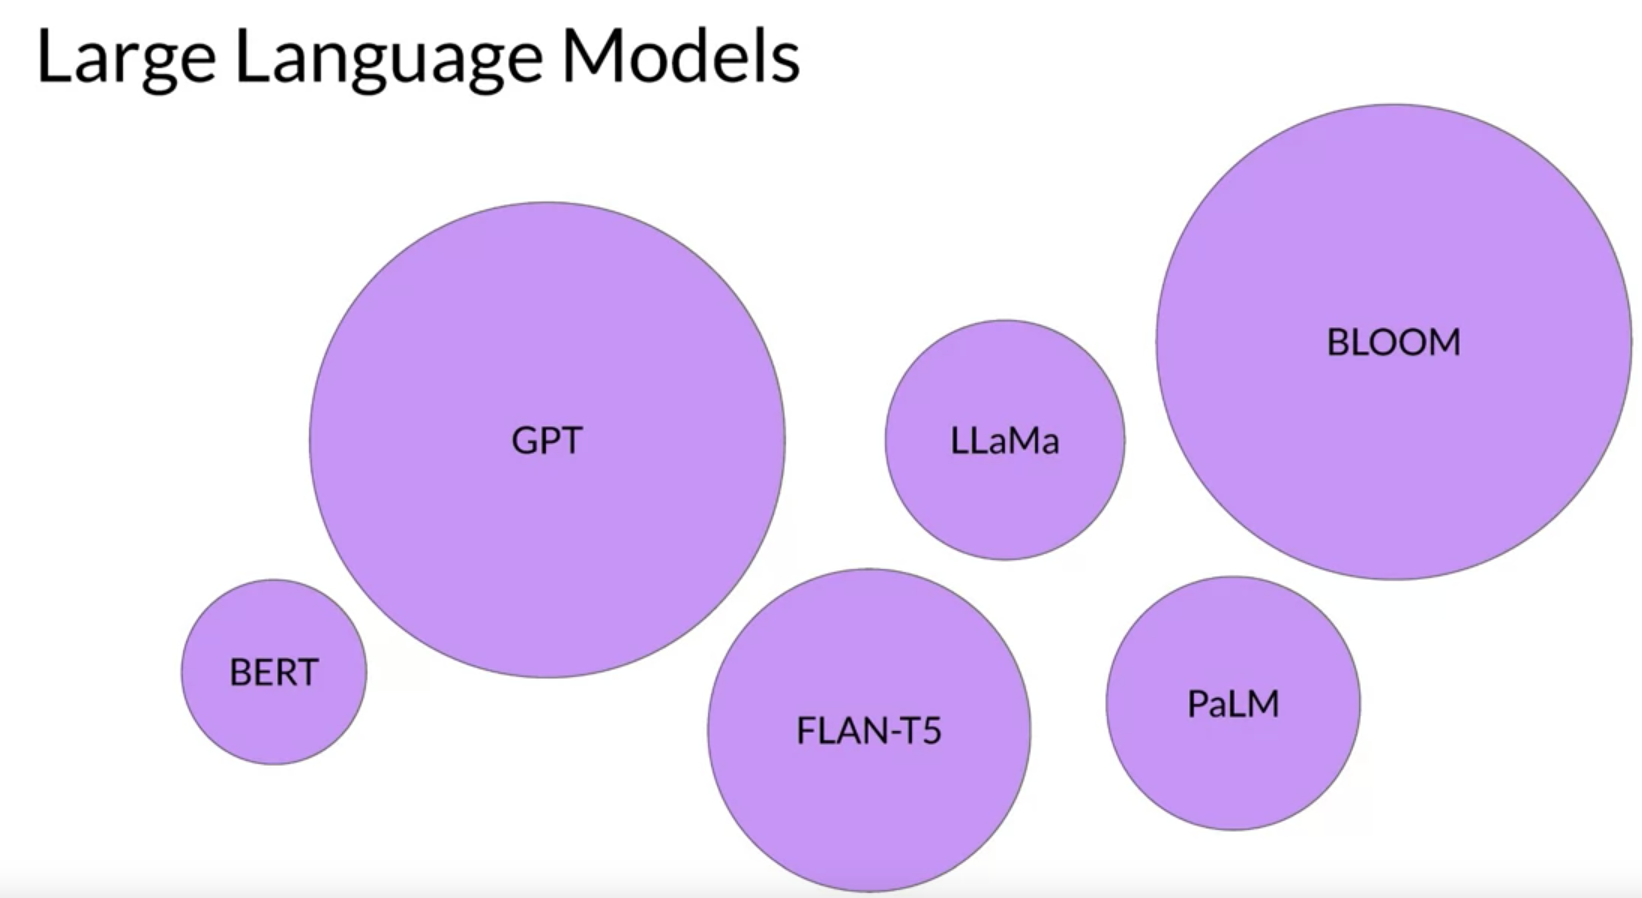 Large Language Models
BLOOM
GPT
LLaMa
BERT
FLAN-T5
PaLM